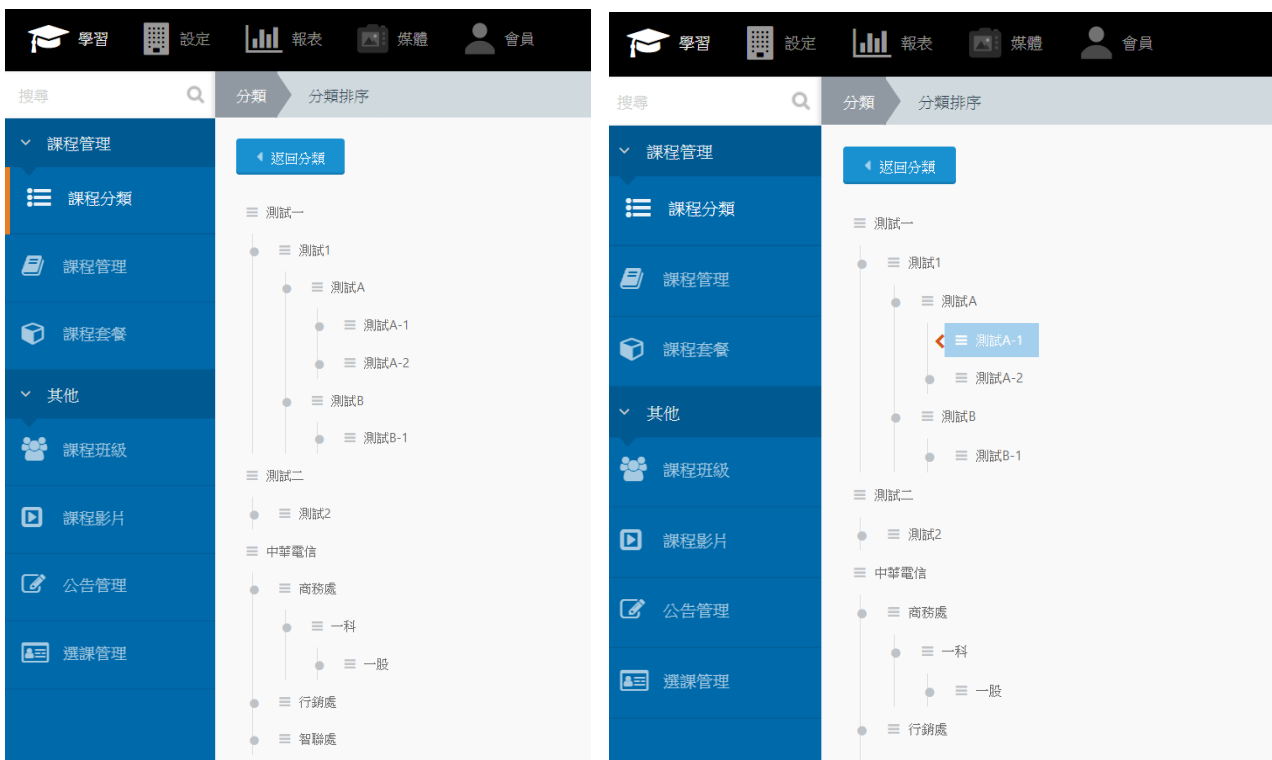 學習 設定 報表 媒體 會員
搜尋
分類 分類排序
課程管理
課程分類
課程管理
課程套餐
其他
課程班級
課程影片
公告管理
選課管理
返回分類
測試一
測試1
測試A
測試A-1
測試A-2
測試B
測試B-1
測試二
測試2
中華電信
商務處
一科
一股
行銷處
智聯處
學習 設定 報表 媒體 會員
搜尋
分類 分類排序
課程管理
課程分類
課程管理
課程套餐
其他
課程班級
課程影片
公告管理
選課管理
返回分類
測試一
測試1
測試A
測試A-1
測試A-2
測試B
測試B-1
測試二
測試2
中華電信
商務處
一科
一股
行銷處